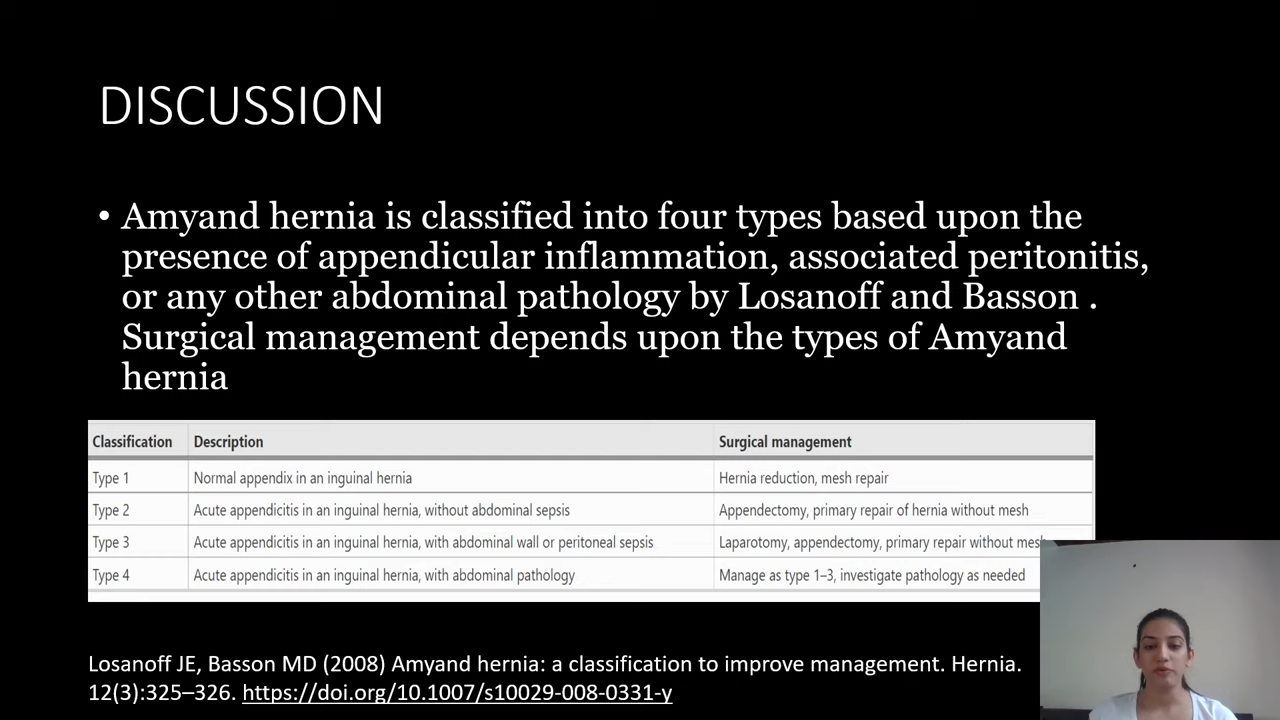 DISCUSSION
• Amyand hernia is classified into four types based upon the
presence of appendicular inflammation, associated peritonitis,
or any other abdominal pathology by Losanoff and Basson .
Surgical management depends upon the types of Amyand
hernia
Classification Description Surgical management
Type 1 Normal appendix in an inguinal hernia Hernia reduction, mesh repair
Type 2 Acute appendicitis in an inguinal hernia, without abdominal sepsis Appendectomy, primary repair of hernia without mesh
Type 3 Acute appendicitis in an inguinal hernia, with abdominal wall or peritoneal sepsis Laparotomy, appendectomy, primary repair without mesh
Type 4 Acute appendicitis in an inguinal hernia, with abdominal pathology Manage as type 1–3, investigate pathology as needed
Losanoff JE, Basson MD (2008) Amyand hernia: a classification to improve management. Hernia.
12(3):325–326. https://doi.org/10.1007/s10029-008-0331-y